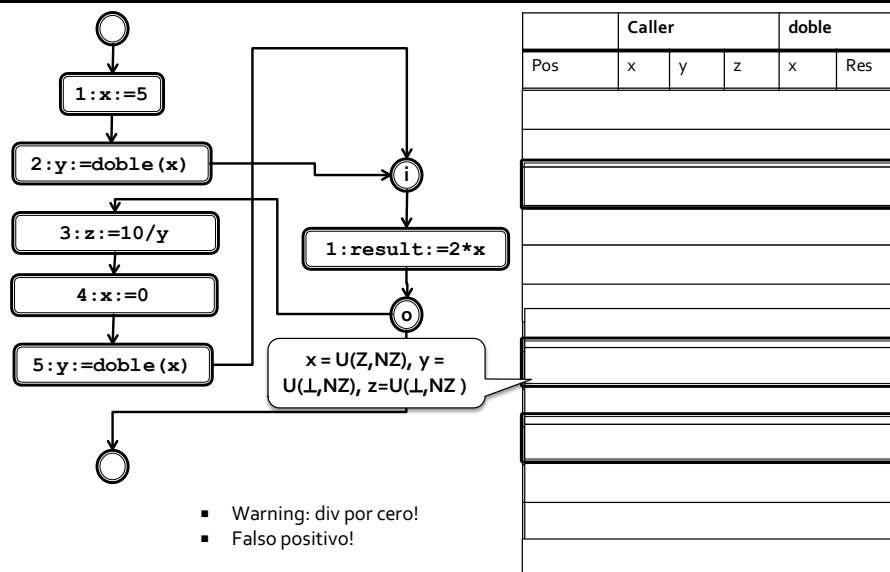 1:x:=5
2:y:=doble(x)
3:z:=10/y
4:x:=0
5:y:=doble(x)
i
1:result:=2*x
o
x = U(Z,NZ), y =
U(⊥,NZ), z=U(⊥,NZ )
▪ Warning: div por cero!
▪ Falso positivo!
Caller doble
Pos x y z x Res